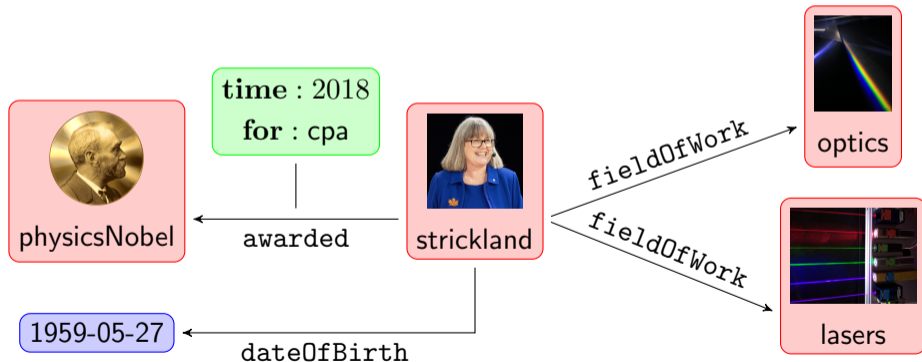 time : 2018
for : cpa
physicsNobel
awarded
strickland
fieldOfWork
optics
fieldOfWork
lasers
1959-05-27
dateOfBirth